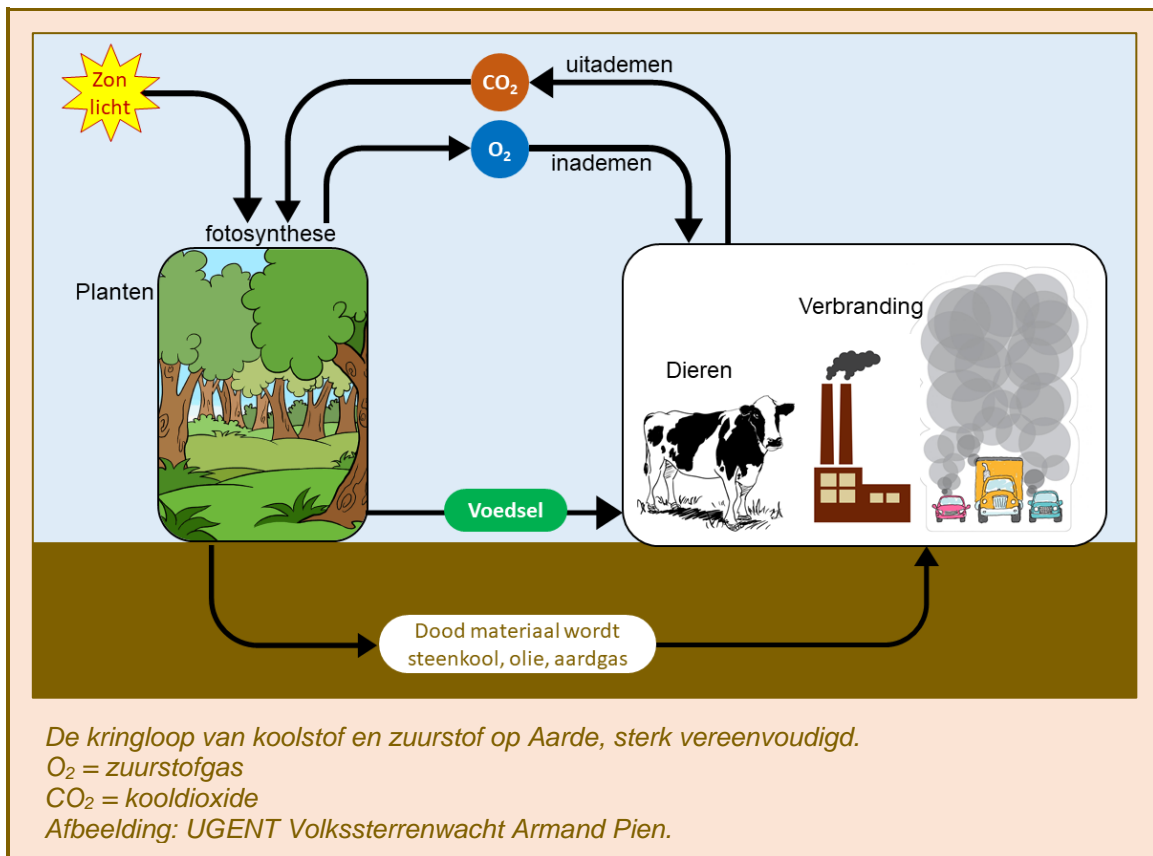 Zon
licht
CO₂
uitademen
O₂
inademen
fotosynthese
Planten
Verbranding
Dieren
Voedsel
Dood materiaal wordt
steenkool, olie, aardgas
De kringloop van koolstof en zuurstof op Aarde, sterk vereenvoudigd.
O₂ = zuurstofgas
CO₂ = kooldioxide
Afbeelding: UGENT Volkssterrenwacht Armand Pien.